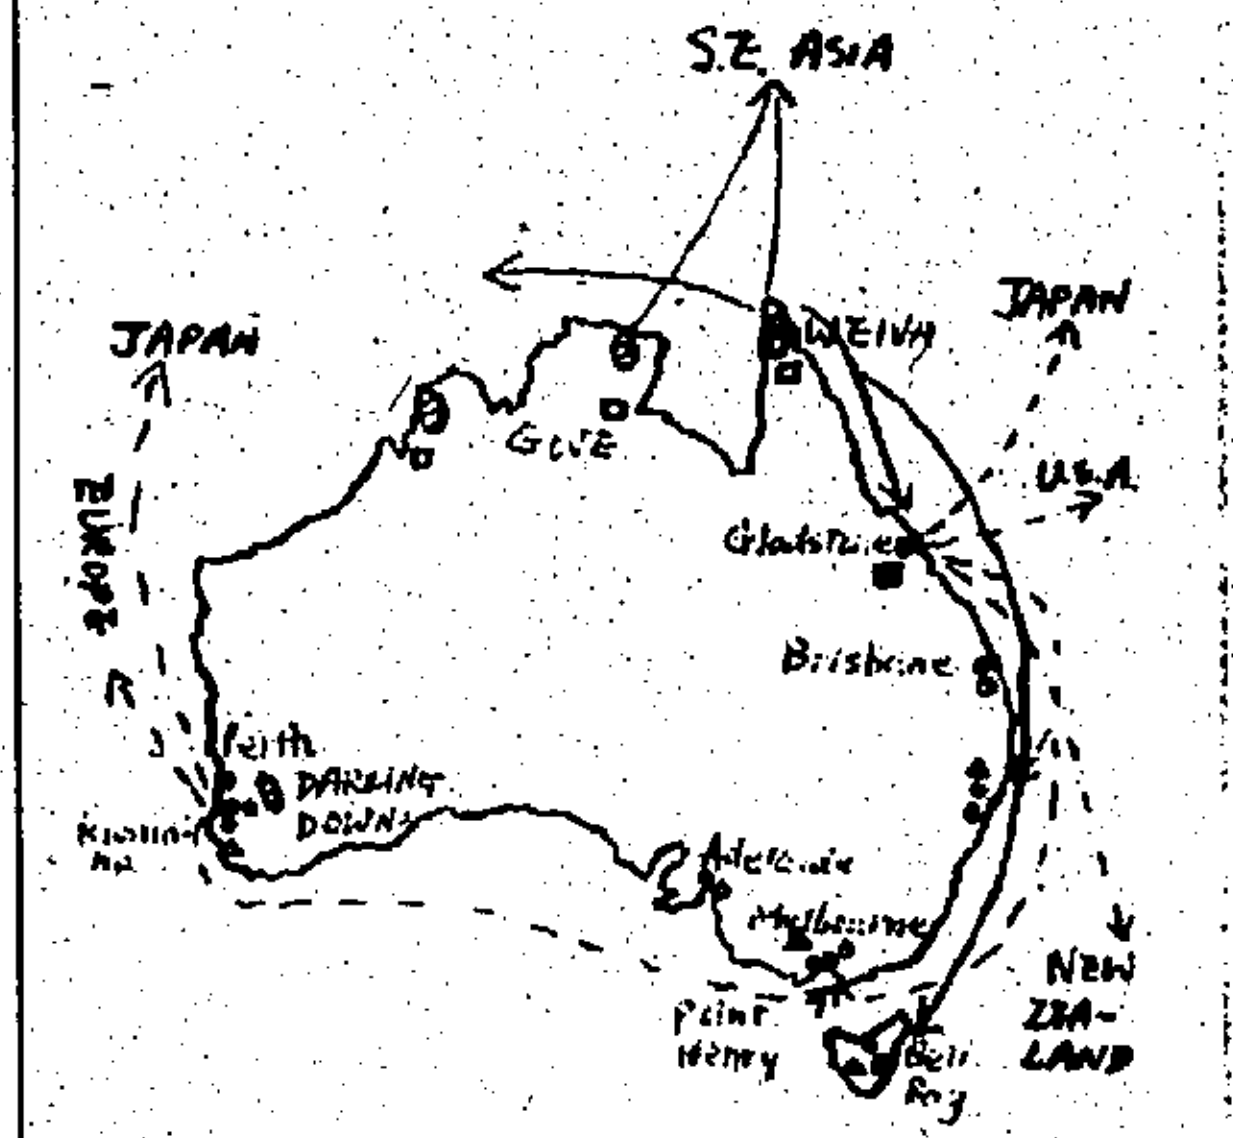 S.E. ASIA
JAPAN
JAPAN
WEIVA
GOVE
U.S.A.
EUROPE
Gladstone
Brisbane
Perth
DARLING
DOWNS
Adelaide
Melbourne
NEW
ZEA-
LAND
Point
Henry
Bell
Bay